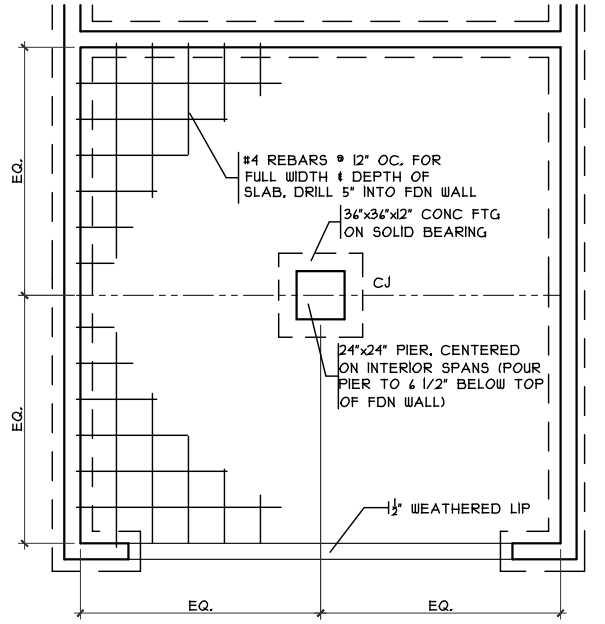 #4 REBARS @ 12" OC. FOR
FULL WIDTH & DEPTH OF
SLAB. DRILL 5" INTO FDN WALL
36"x36"x12" CONC FTG
ON SOLID BEARING
EQ.
CJ
24"x24" PIER. CENTERED
ON INTERIOR SPANS (POUR
PIER TO 6 1/2" BELOW TOP
OF FDN WALL)
EQ.
1/2" WEATHERED LIP
EQ. EQ.